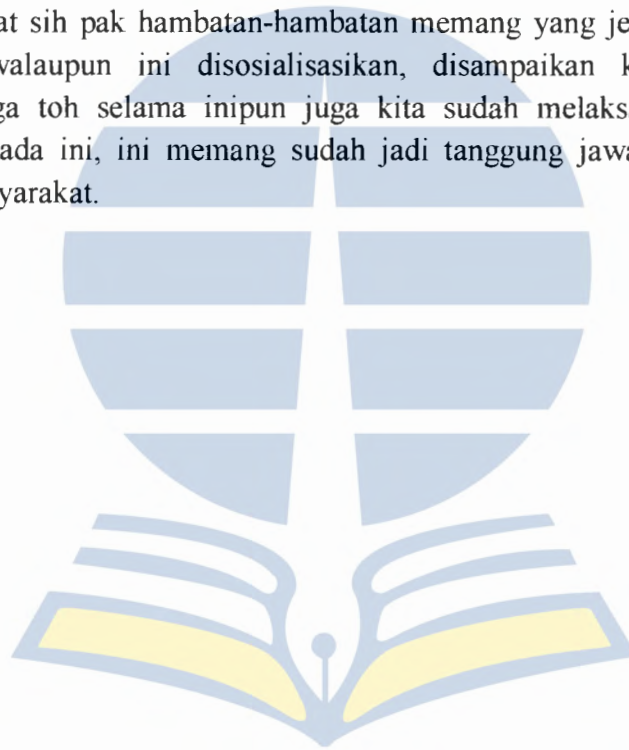 at sih pak hambatan-hambatan memang yang je
walaupun ini disosialisasikan, disampaikan k
ga toh selama inipun juga kita sudah melaks
ada ini, ini memang sudah jadi tanggung jawa
yarakat.